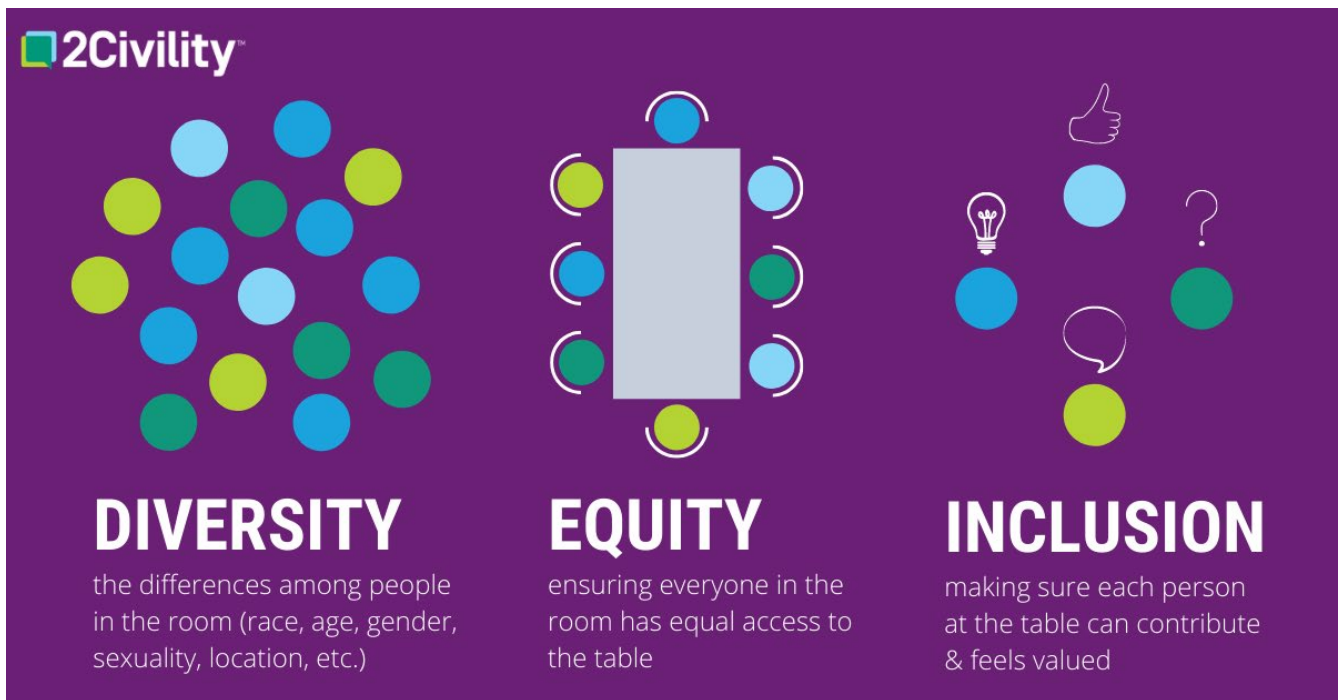 2Civility™
DIVERSITY
the differences among people
in the room (race, age, gender,
sexuality, location, etc.)
EQUITY
ensuring everyone in the
room has equal access to
the table
INCLUSION
making sure each person
at the table can contribute
& feels valued